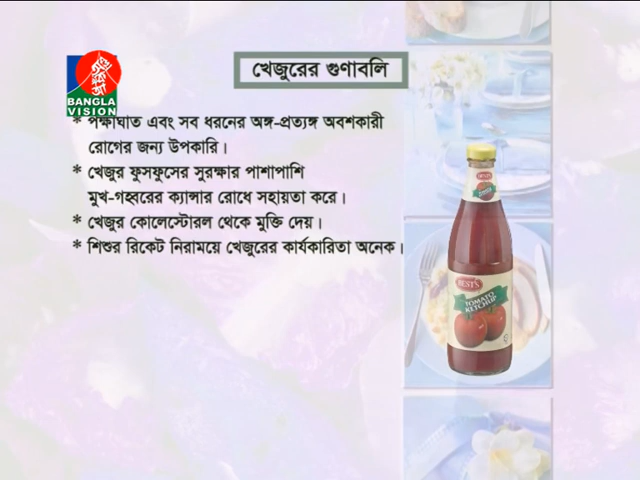 খেজুরের গুণাবলি
BANGLA
VISION
* পক্ষাঘাত এবং সব ধরনের অঙ্গ-প্রত্যঙ্গ অবশকারী
রোগের জন্য উপকারি।
* খেজুর ফুসফুসের সুরক্ষার পাশাপাশি
মুখ-গহ্বরের ক্যান্সার রোধে সহায়তা করে।
* খেজুর কোলেস্টোরল থেকে মুক্তি দেয়।
* শিশুর রিকেট নিরাময়ে খেজুরের কার্যকারিতা অনেক।
BEST'S
TOMATO
KETCHUP